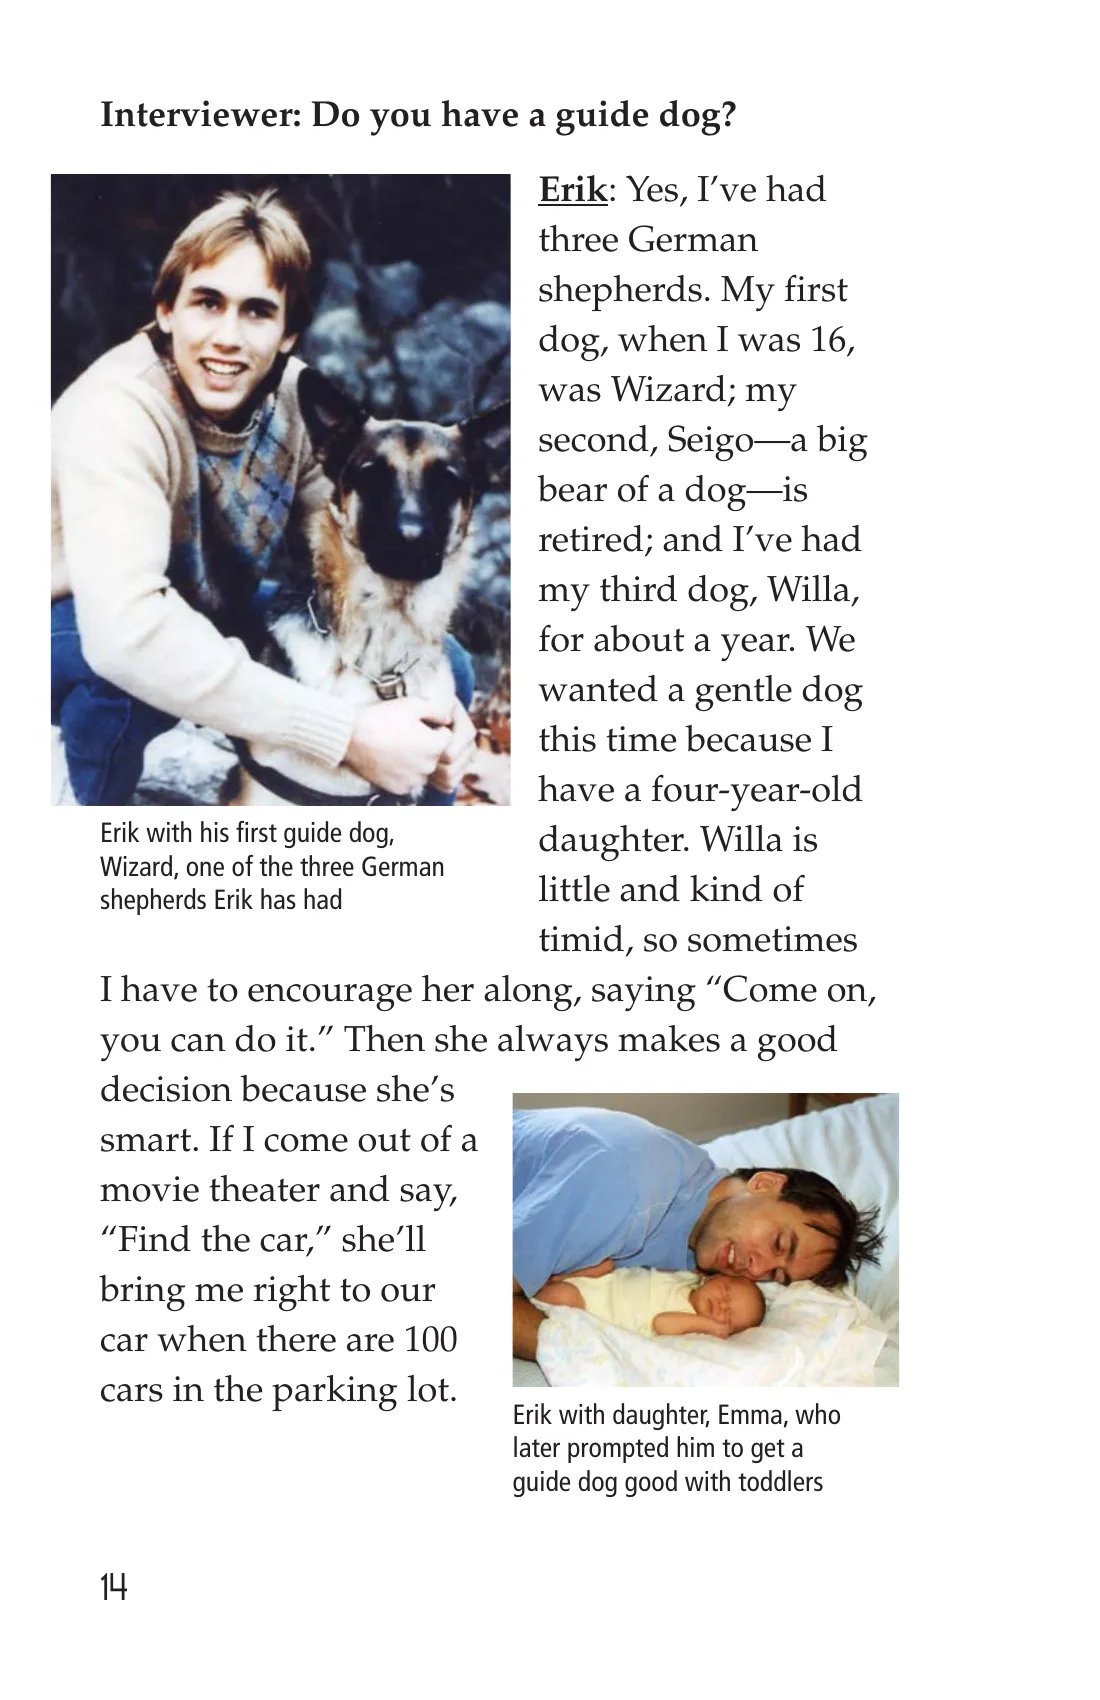 Interviewer: Do you have a guide dog?
Erik: Yes, I’ve had
three German
shepherds. My first
dog, when I was 16,
was Wizard; my
second, Seigo—a big
bear of a dog—is
retired; and I’ve had
my third dog, Willa,
for about a year. We
wanted a gentle dog
this time because I
have a four-year-old
daughter. Willa is
little and kind of
timid, so sometimes
I have to encourage her along, saying “Come on,
you can do it.” Then she always makes a good
decision because she’s
smart. If I come out of a
movie theater and say,
“Find the car,” she’ll
bring me right to our
car when there are 100
cars in the parking lot.
Erik with his first guide dog,
Wizard, one of the three German
shepherds Erik has had
Erik with daughter, Emma, who
later prompted him to get a
guide dog good with toddlers
14